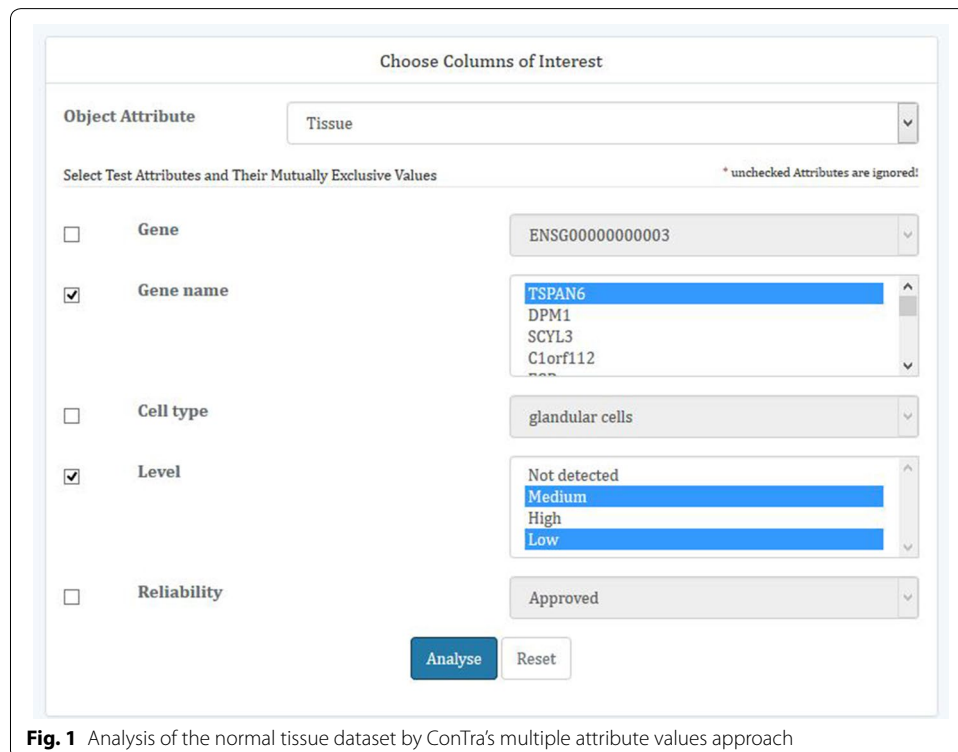 Choose Columns of Interest
Object Attribute
Tissue
Select Test Attributes and Their Mutually Exclusive Values
* unchecked Attributes are ignored!
Gene
ENSG00000000003
Gene name
TSPAN6
DPM1
SCYL3
C1orf112
Cell type
glandular cells
Level
Not detected
Medium
High
Low
Reliability
Approved
Analyse
Reset
Fig. 1 Analysis of the normal tissue dataset by ConTra's multiple attribute values approach